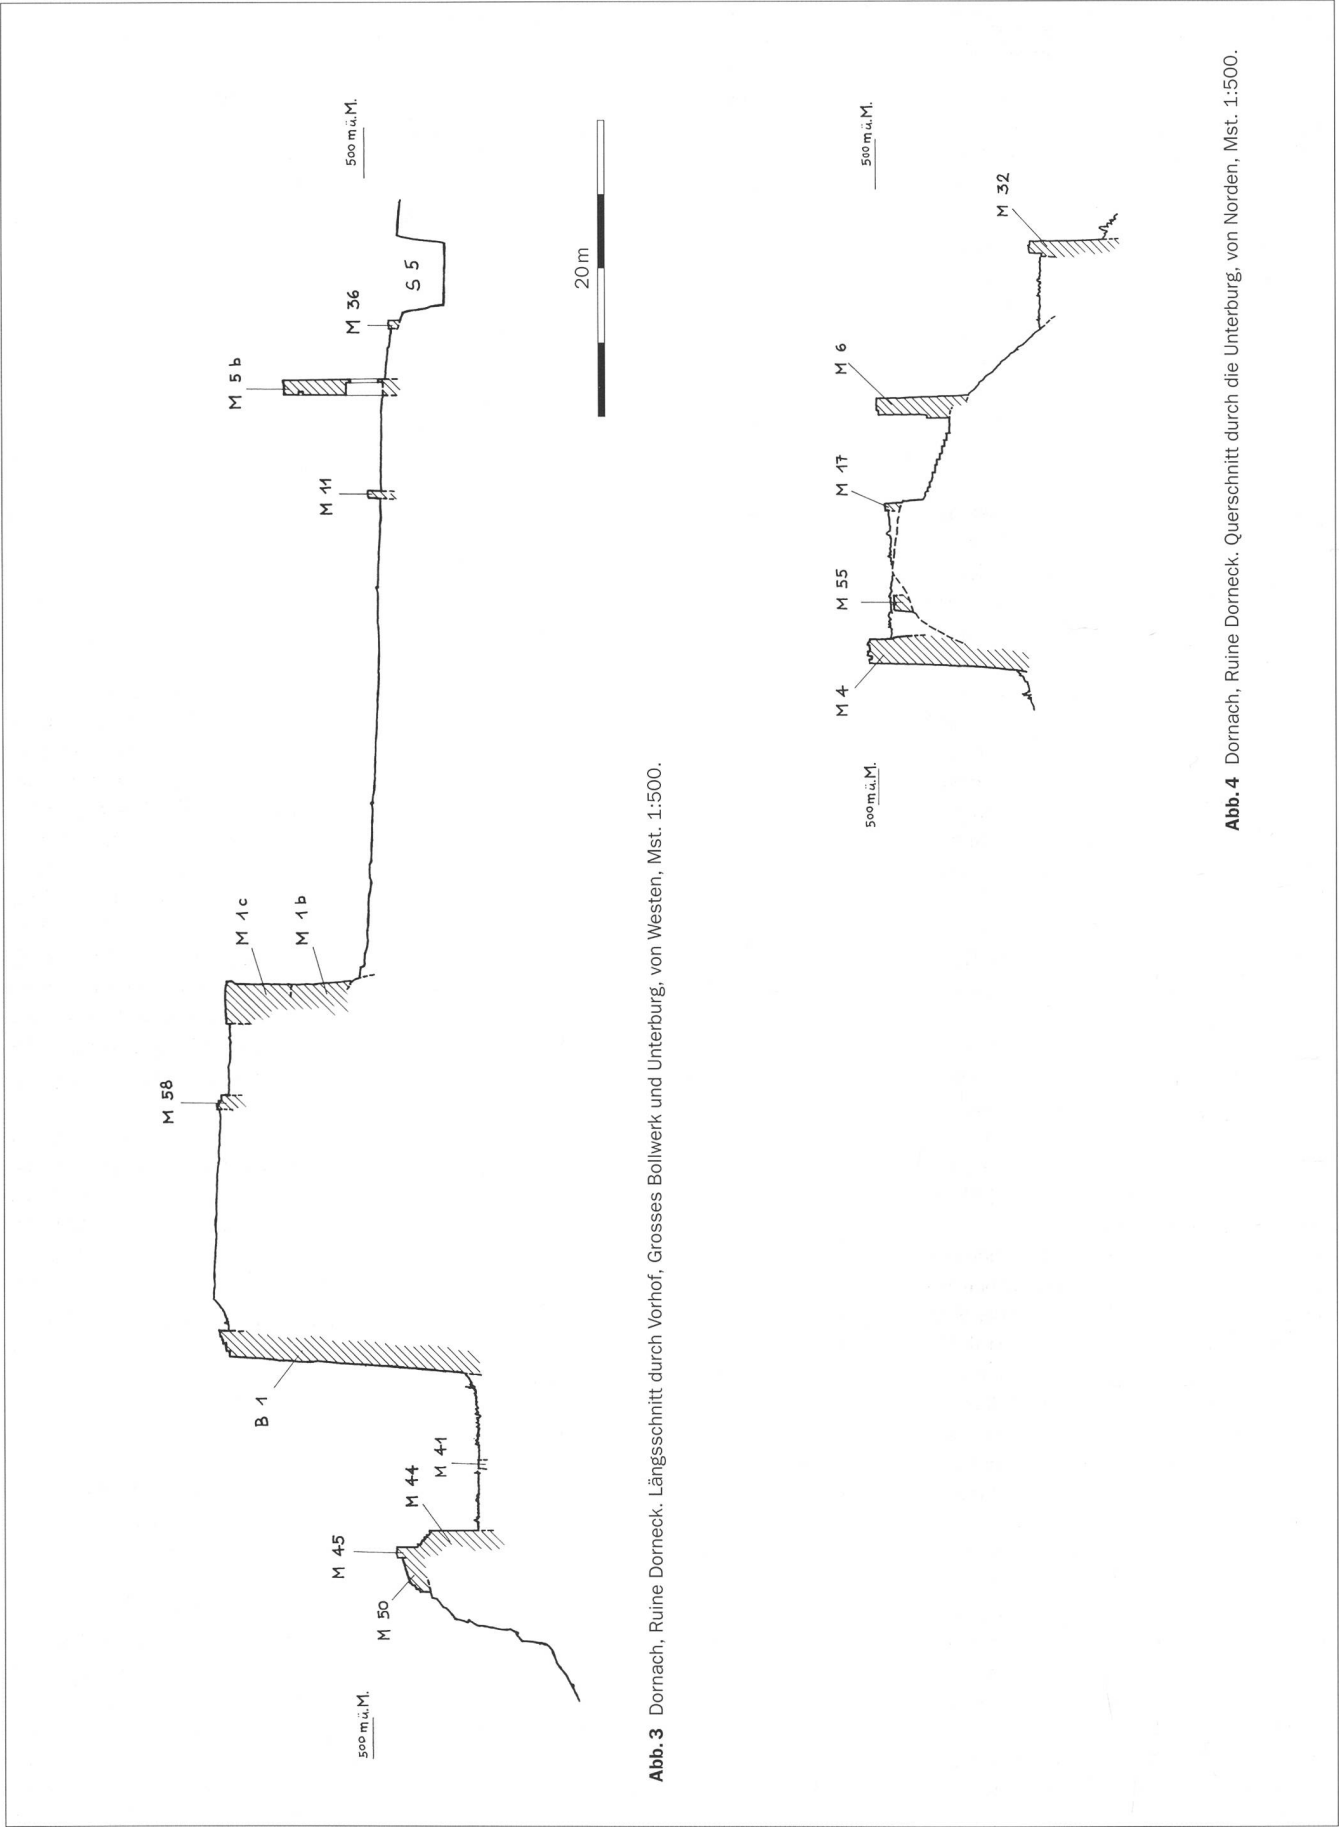 500 m ü.M.
M 50
M 45
M 44
M 41
B 1
M 58
M 1c
M 1b
M 11
M 5b
M 36
S 5
500 m ü.M.
20 m
Abb. 3 Dornach, Ruine Dorneck. Längsschnitt durch Vorhof, Grosses Bollwerk und Unterburg, von Westen, Mst. 1:500.
500 m ü.M.
M 4
M 55
M 17
M 6
M 32
500 m ü.M.
Abb. 4 Dornach, Ruine Dorneck. Querschnitt durch die Unterburg, von Norden, Mst. 1:500.